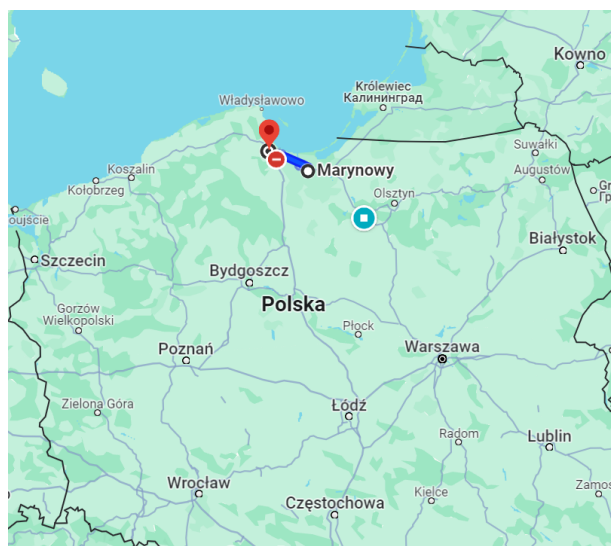 Kowno
Królewiec
Калининград
Władysławowo
Suwałki
Marynowy
Koszalin
Augustów
Kołobrzeg
Olsztyn
Białystok
Szczecin
Bydgoszcz
Polska
Gorzów
Wielkopolski
Płock
Poznań
Warszawa
Zielona Góra
Łódź
Radom
Lublin
Wrocław
Kielce
Częstochowa